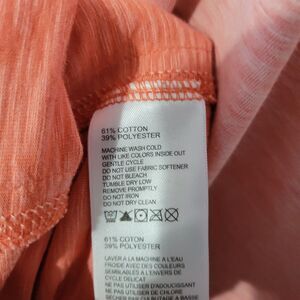 61% COTTON
39% POLYESTER
MACHINE WASH COLD
WITH LIKE COLORS INSIDE OUT
GENTLE CYCLE
DO NOT USE FABRIC SOFTENER
DO NOT BLEACH
TUMBLE DRY LOW
REMOVE PROMPTLY
DO NOT IRON
DO NOT DRY CLEAN
61% COTTON
39% POLYESTER
LAVER A LA MACHINE A L'EAU
FROIDE AVEC DES COULEURS
SEMBLABLES A L'ENVERS
CYCLE DELICAT
NE PAS UTILISER D'ADOUCISSANT
NE PAS UTILISER DE CHLORE